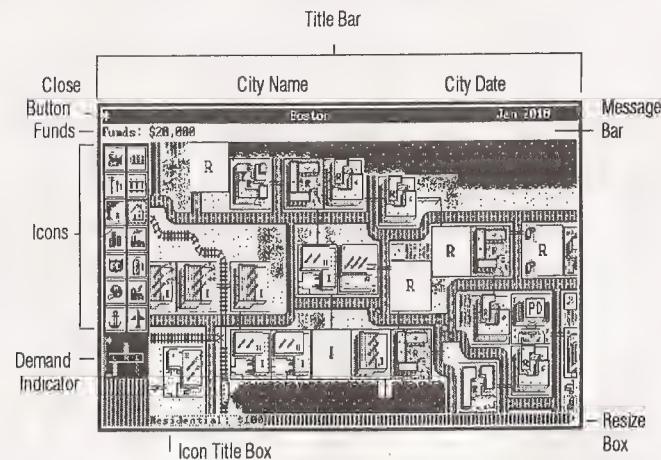 Title Bar
Close Button
City Name
City Date
Message Bar
Boston
Jan 2016
Funds
Funds: $20,000
Icons
R
R
R
R
I
PD
Demand Indicator
Residential: $100
Icon Title Box
Resize Box